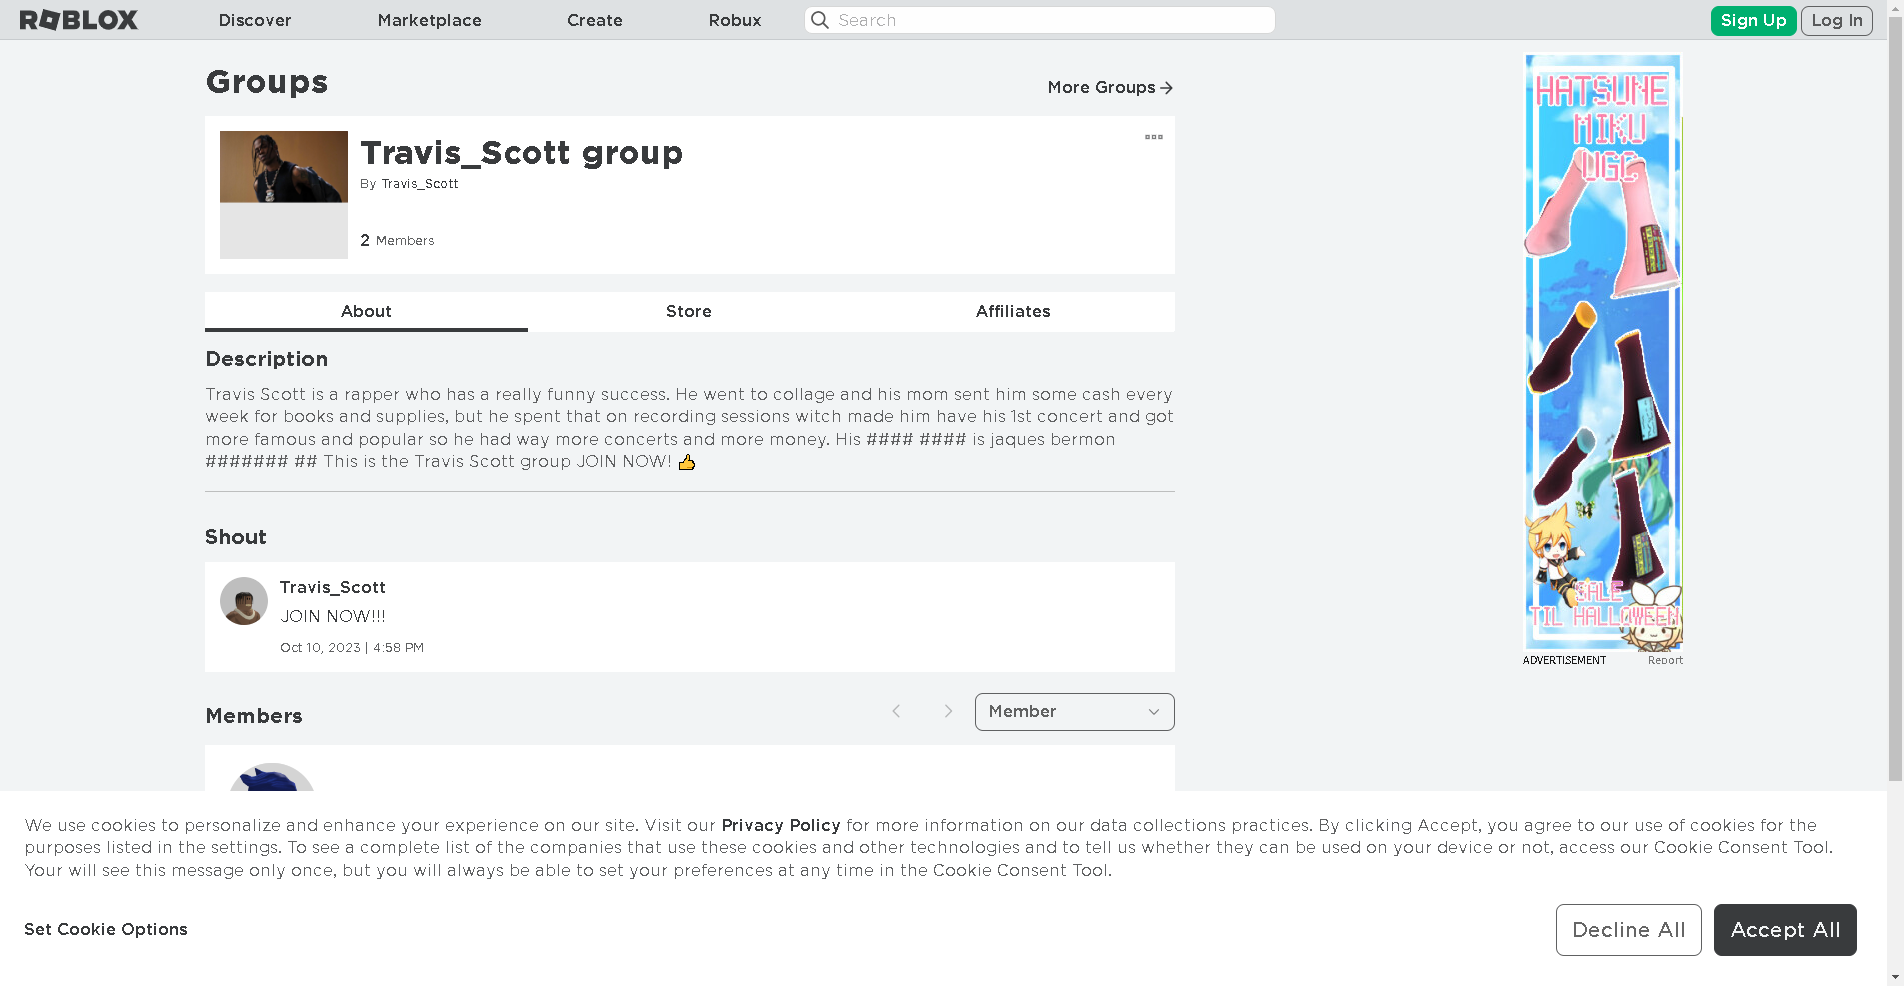 ROBLOX Discover Marketplace Create Robux Search Sign Up Log In
Groups
More Groups
Travis_Scott group
By Travis_Scott
2 Members
About Store Affiliates
Description
Travis Scott is a rapper who has a really funny success. He went to collage and his mom sent him some cash every
week for books and supplies, but he spent that on recording sessions witch made him have his 1st concert and got
more famous and popular so he had way more concerts and more money. His #### #### is jaques bermon
####### ## This is the Travis Scott group JOIN NOW! 👍
Shout
Travis_Scott
JOIN NOW!!!
Oct 10, 2023 | 4:58 PM
Members
Member
HATSUNE
MIKU
UGC
SALE
TIL HALLOWEEN
ADVERTISEMENT Report
We use cookies to personalize and enhance your experience on our site. Visit our Privacy Policy for more information on our data collections practices. By clicking Accept, you agree to our use of cookies for the
purposes listed in the settings. To see a complete list of the companies that use these cookies and other technologies and to tell us whether they can be used on your device or not, access our Cookie Consent Tool.
Your will see this message only once, but you will always be able to set your preferences at any time in the Cookie Consent Tool.
Set Cookie Options
Decline All
Accept All